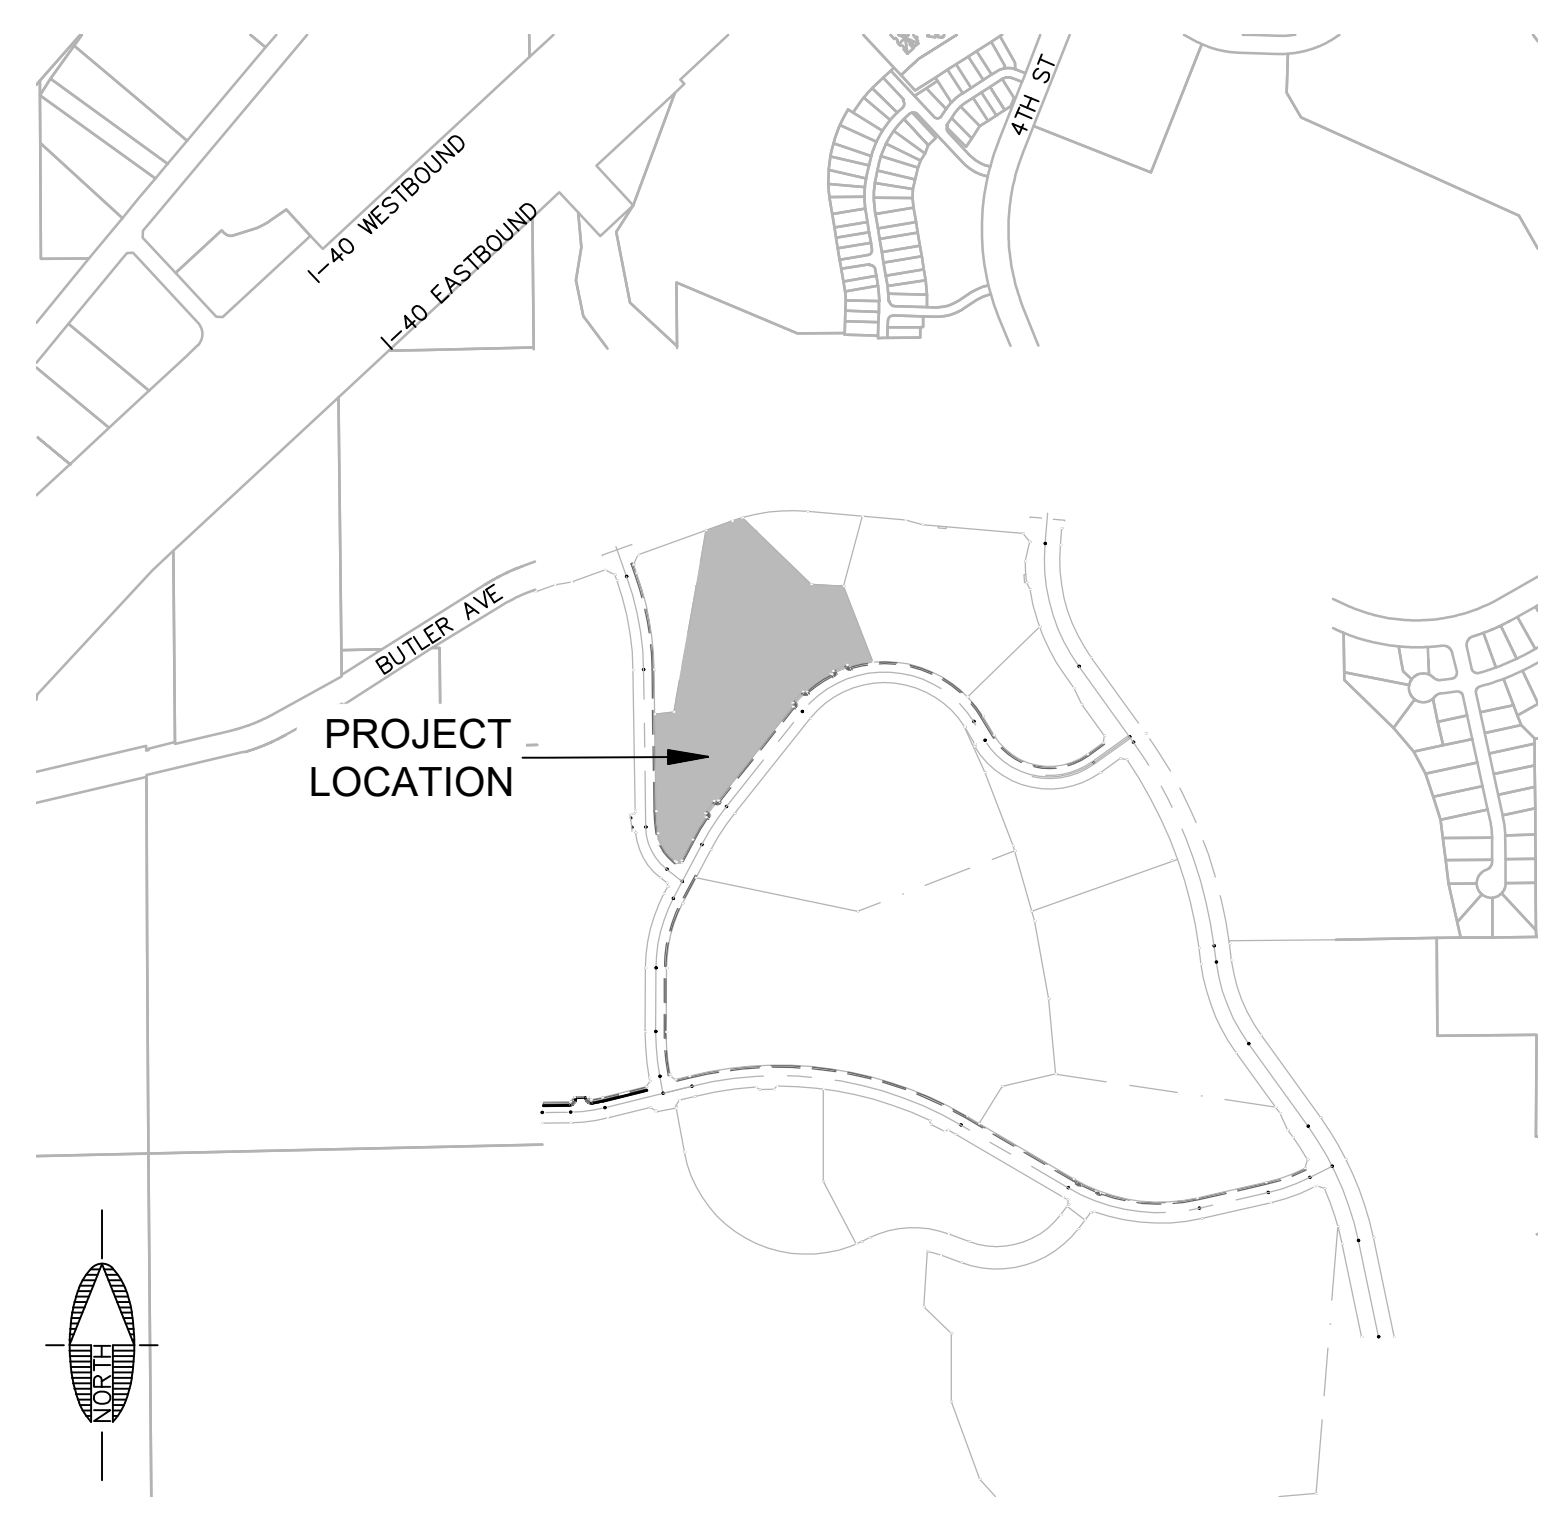 4TH ST
I-40 WESTBOUND
I-40 EASTBOUND
BUTLER AVE
PROJECT
LOCATION
NORTH